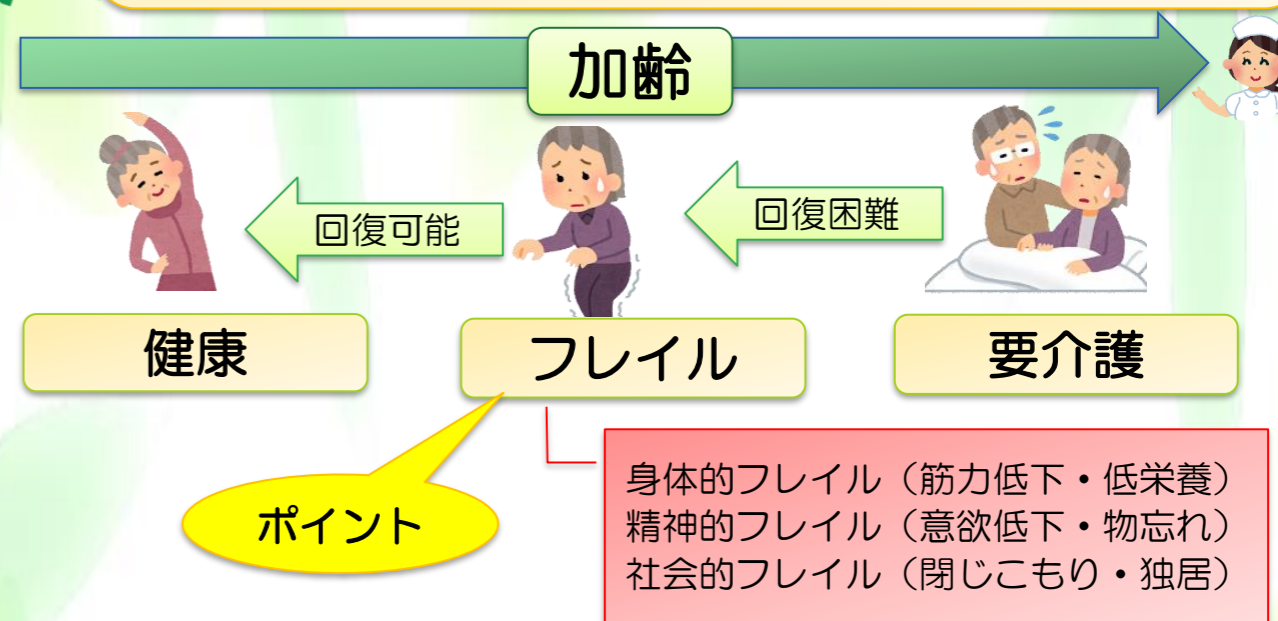 加齢
回復可能
回復困難
健康
フレイル
要介護
ポイント
身体的フレイル（筋力低下・低栄養）
精神的フレイル（意欲低下・物忘れ）
社会的フレイル（閉じこもり・独居）